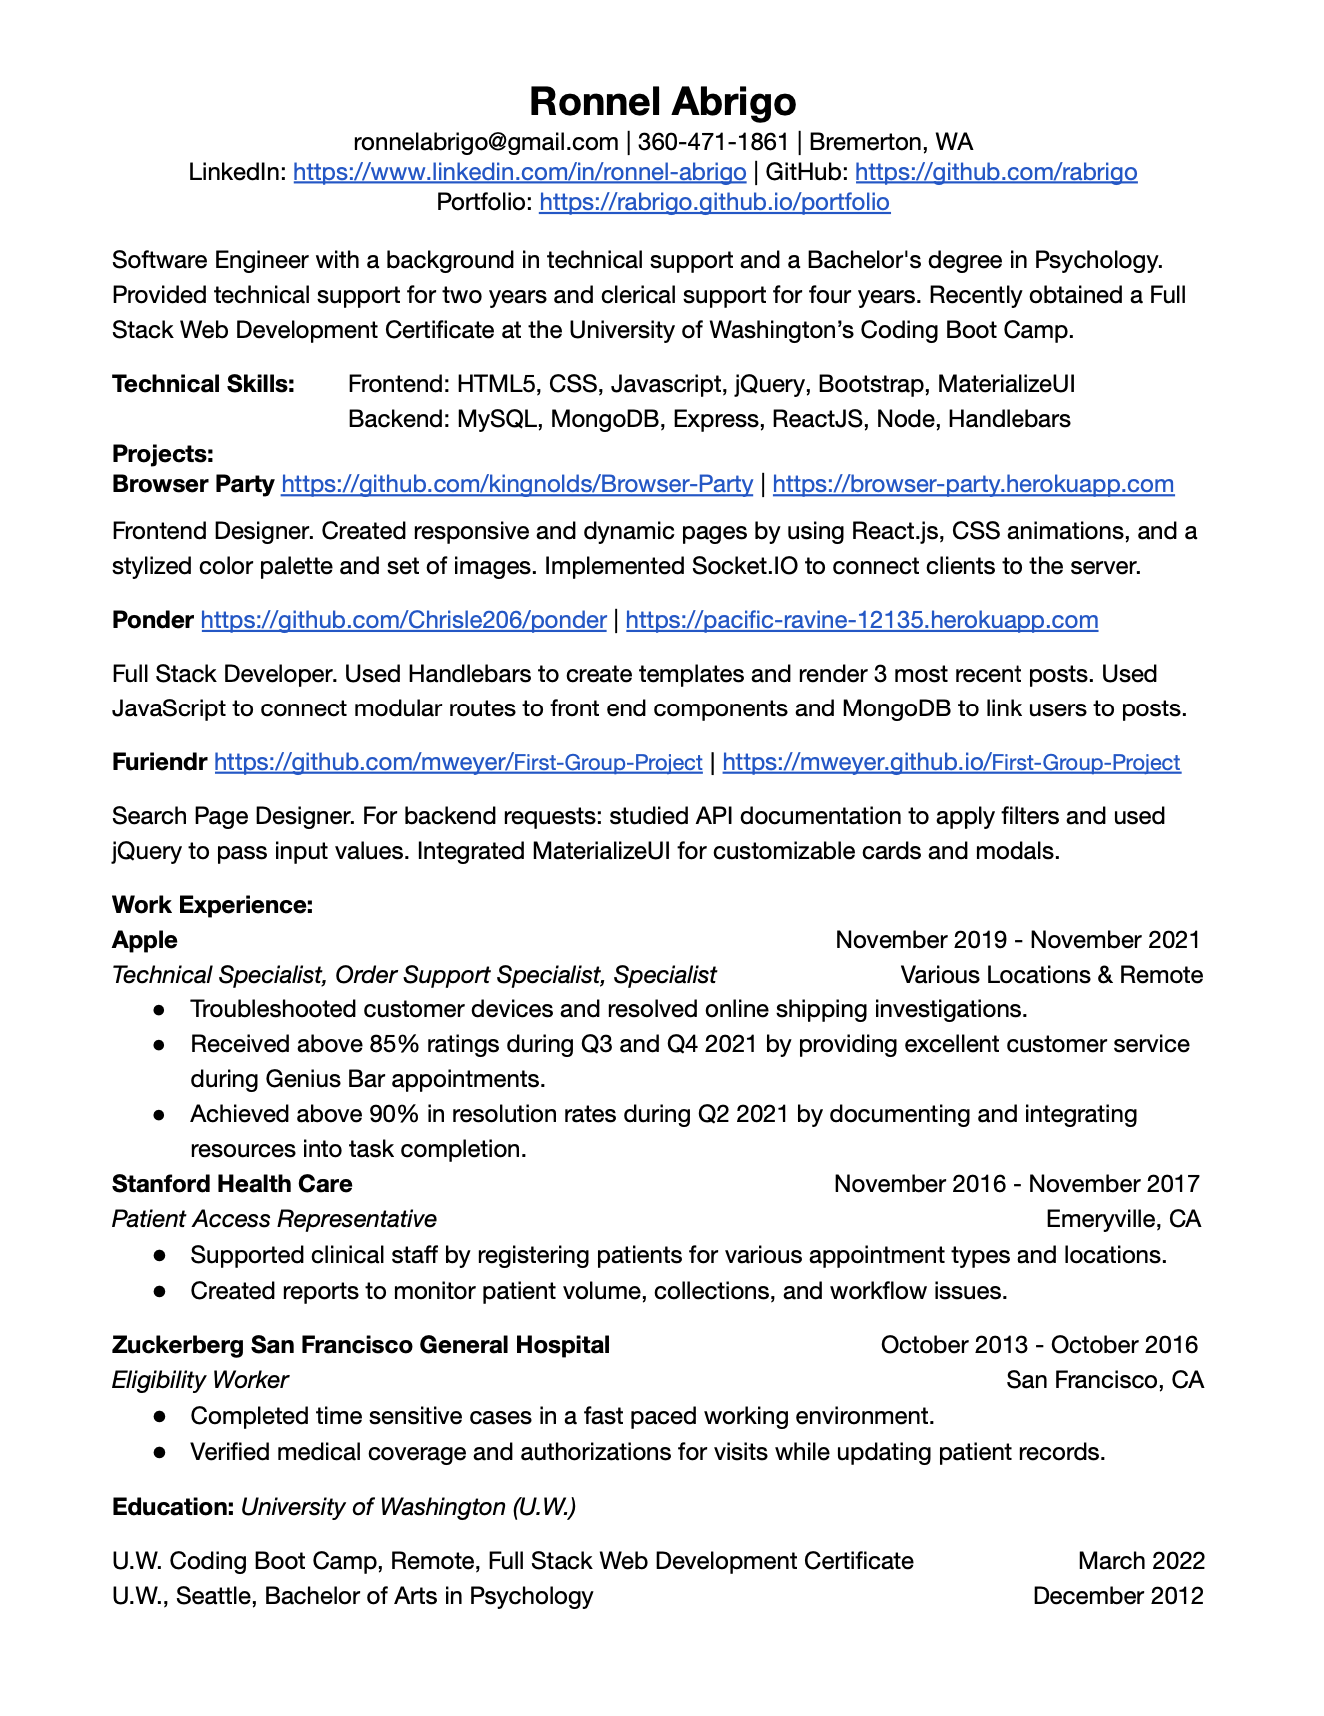 Ronnel Abrigo
ronnelabrigo@gmail.com | 360-471-1861 | Bremerton, WA
LinkedIn: https://www.linkedin.com/in/ronnel-abrigo | GitHub: https://github.com/rabrigo
Portfolio: https://rabrigo.github.io/portfolio
Software Engineer with a background in technical support and a Bachelor's degree in Psychology.
Provided technical support for two years and clerical support for four years. Recently obtained a Full
Stack Web Development Certificate at the University of Washington’s Coding Boot Camp.
Technical Skills: Frontend: HTML5, CSS, Javascript, jQuery, Bootstrap, MaterializeUI
Backend: MySQL, MongoDB, Express, ReactJS, Node, Handlebars
Projects:
Browser Party https://github.com/kingnolds/Browser-Party | https://browser-party.herokuapp.com
Frontend Designer. Created responsive and dynamic pages by using React.js, CSS animations, and a
stylized color palette and set of images. Implemented Socket.IO to connect clients to the server.
Ponder https://github.com/Chrisle206/ponder | https://pacific-ravine-12135.herokuapp.com
Full Stack Developer. Used Handlebars to create templates and render 3 most recent posts. Used
JavaScript to connect modular routes to front end components and MongoDB to link users to posts.
Furiendr https://github.com/mweyer/First-Group-Project | https://mweyer.github.io/First-Group-Project
Search Page Designer. For backend requests: studied API documentation to apply filters and used
jQuery to pass input values. Integrated MaterializeUI for customizable cards and modals.
Work Experience:
Apple November 2019 - November 2021
Technical Specialist, Order Support Specialist, Specialist Various Locations & Remote
● Troubleshooted customer devices and resolved online shipping investigations.
● Received above 85% ratings during Q3 and Q4 2021 by providing excellent customer service
during Genius Bar appointments.
● Achieved above 90% in resolution rates during Q2 2021 by documenting and integrating
resources into task completion.
Stanford Health Care November 2016 - November 2017
Patient Access Representative Emeryville, CA
● Supported clinical staff by registering patients for various appointment types and locations.
● Created reports to monitor patient volume, collections, and workflow issues.
Zuckerberg San Francisco General Hospital October 2013 - October 2016
Eligibility Worker San Francisco, CA
● Completed time sensitive cases in a fast paced working environment.
● Verified medical coverage and authorizations for visits while updating patient records.
Education: University of Washington (U.W.)
U.W. Coding Boot Camp, Remote, Full Stack Web Development Certificate March 2022
U.W., Seattle, Bachelor of Arts in Psychology December 2012